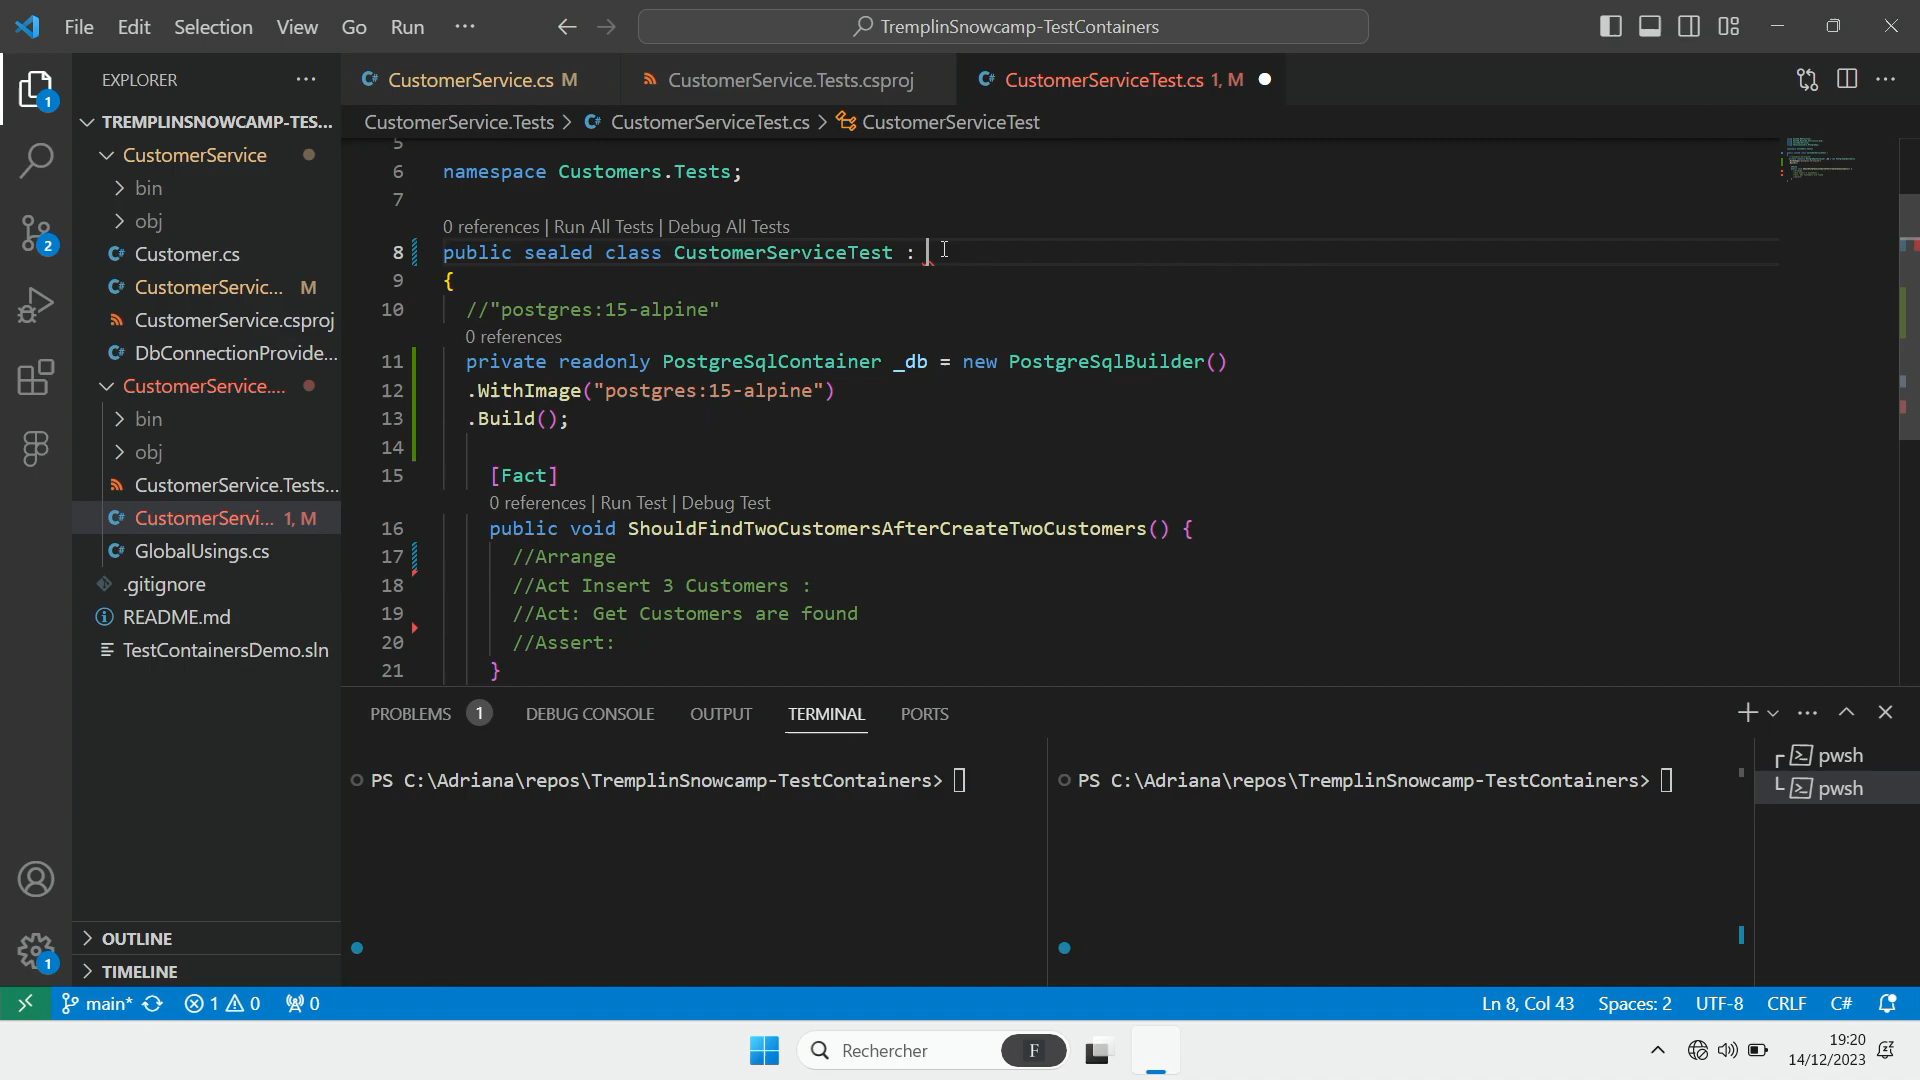 File Edit Selection View Go Run ···
TremplinSnowcamp-TestContainers
EXPLORER
TREMPLINSNOWCAMP-TES...
CustomerService
bin
obj
Customer.cs
CustomerServic... M
CustomerService.csproj
DbConnectionProvide...
CustomerService....
bin
obj
CustomerService.Tests...
CustomerServi... 1, M
GlobalUsings.cs
.gitignore
README.md
TestContainersDemo.sln
OUTLINE
TIMELINE
1
2
1
CustomerService.cs M
CustomerService.Tests.csproj
CustomerServiceTest.cs 1, M
CustomerService.Tests > CustomerServiceTest.cs > CustomerServiceTest
5
6 namespace Customers.Tests;
7
0 references | Run All Tests | Debug All Tests
8 public sealed class CustomerServiceTest :
9 {
10 //"postgres:15-alpine"
0 references
11 private readonly PostgreSqlContainer _db = new PostgreSqlBuilder()
12 .WithImage("postgres:15-alpine")
13 .Build();
14
15 [Fact]
0 references | Run Test | Debug Test
16 public void ShouldFindTwoCustomersAfterCreateTwoCustomers() {
17 //Arrange
18 //Act Insert 3 Customers :
19 //Act: Get Customers are found
20 //Assert:
21 }
PROBLEMS 1 DEBUG CONSOLE OUTPUT TERMINAL PORTS
PS C:\Adriana\repos\TremplinSnowcamp-TestContainers>
PS C:\Adriana\repos\TremplinSnowcamp-TestContainers>
pwsh
pwsh
main* 1 0 0
Ln 8, Col 43 Spaces: 2 UTF-8 CRLF C#
Rechercher F
19:20
14/12/2023